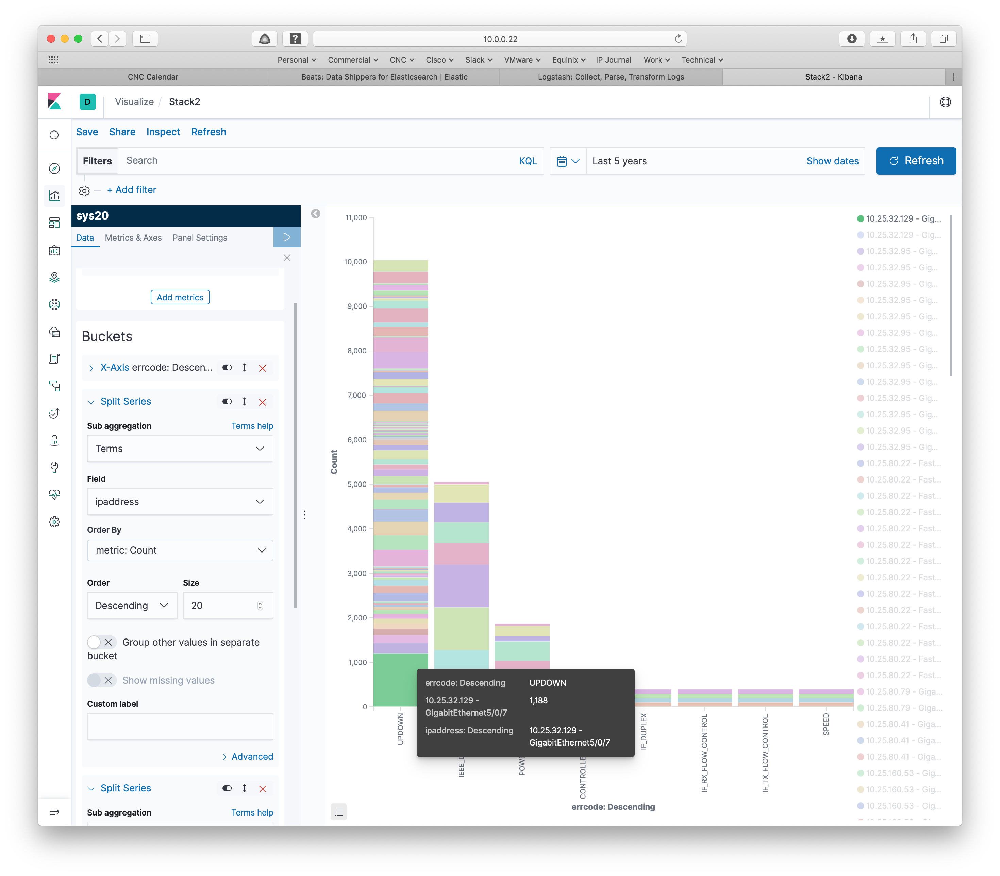 10.0.0.22
Personal
Commercial
CNC
Cisco
Slack
VMware
Equinix
IP Journal
Work
Technical
CNC Calendar
Beats: Data Shippers for Elasticsearch | Elastic
Logstash: Collect, Parse, Transform Logs
Stack2 - Kibana
D
Visualize / Stack2
Save
Share
Inspect
Refresh
Filters
Search
KQL
Last 5 years
Show dates
Refresh
+ Add filter
sys20
Data
Metrics & Axes
Panel Settings
Add metrics
Buckets
X-Axis errcode: Descen...
Split Series
Sub aggregation
Terms help
Terms
Field
ipaddress
Order By
metric: Count
Order
Size
Descending
20
Group other values in separate
bucket
Show missing values
Custom label
Advanced
Split Series
Sub aggregation
Terms help
Count
11,000
10,000
9,000
8,000
7,000
6,000
5,000
4,000
3,000
2,000
1,000
0
errcode: Descending UPDOWN
10.25.32.129 - 1,188
GigabitEthernet5/0/7
ipaddress: Descending 10.25.32.129 -
GigabitEthernet5/0/7
UPDOWN
IEEE_D
POWE
CONTROLLE
IF_DUPLEX
IF_RX_FLOW_CONTROL
IF_TX_FLOW_CONTROL
SPEED
errcode: Descending
10.25.32.129 - Gig...
10.25.32.129 - Gig...
10.25.32.95 - Gig...
10.25.32.95 - Gig...
10.25.32.95 - Gig...
10.25.32.95 - Gig...
10.25.32.95 - Gig...
10.25.32.95 - Gig...
10.25.32.95 - Gig...
10.25.32.95 - Gig...
10.25.32.95 - Gig...
10.25.32.95 - Gig...
10.25.32.95 - Gig...
10.25.32.95 - Gig...
10.25.32.95 - Gig...
10.25.80.22 - Fast...
10.25.80.22 - Fast...
10.25.80.22 - Fast...
10.25.80.22 - Fast...
10.25.80.22 - Fast...
10.25.80.22 - Fast...
10.25.80.22 - Fast...
10.25.80.22 - Fast...
10.25.80.22 - Fast...
10.25.80.22 - Fast...
10.25.80.22 - Fast...
10.25.80.22 - Fast...
10.25.80.22 - Fast...
10.25.80.22 - Fast...
10.25.80.79 - Giga...
10.25.80.79 - Giga...
10.25.80.41 - Giga...
10.25.80.41 - Giga...
10.25.80.41 - Giga...
10.25.160.53 - Gig...
10.25.160.53 - Gig...
10.25.160.53 - Gig...